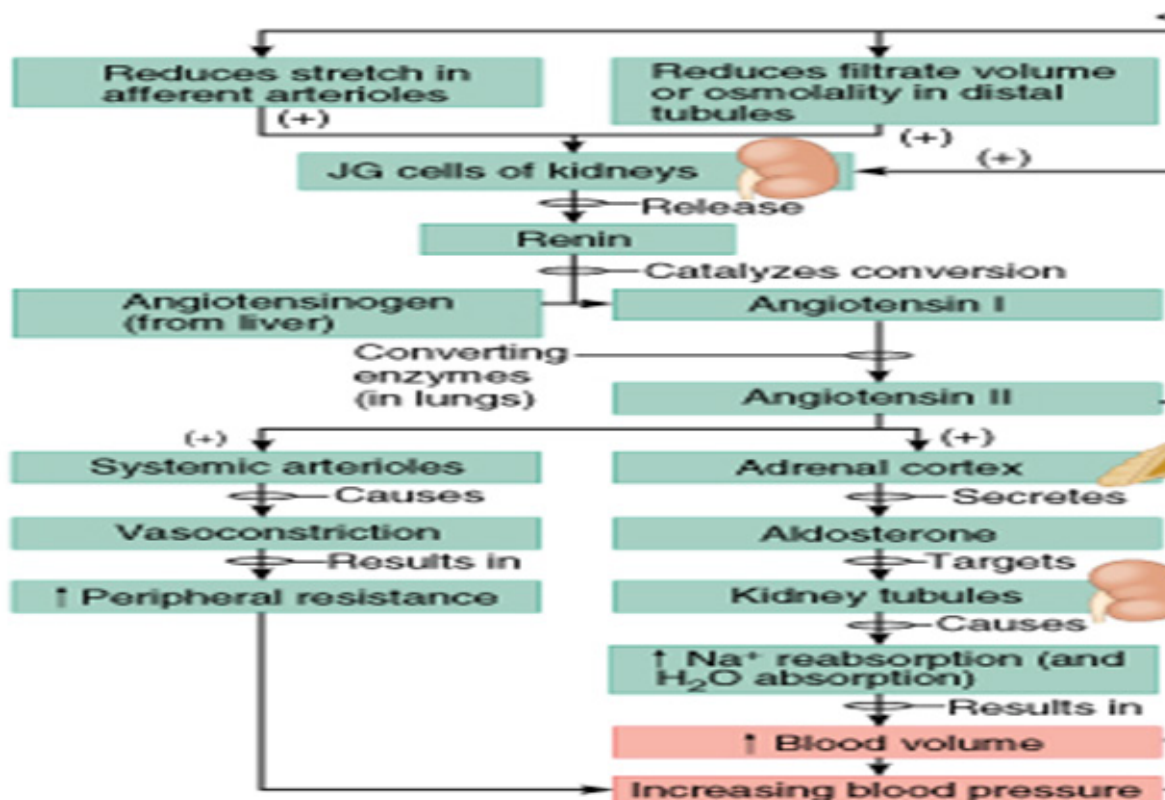 Reduces stretch in
afferent arterioles
(+)
Reduces filtrate volume
or osmolality in distal
tubules
(+)
(+)
JG cells of kidneys
Release
Renin
Catalyzes conversion
Angiotensinogen
(from liver)
Angiotensin I
Converting
enzymes
(in lungs)
Angiotensin II
(+)
(+)
Systemic arterioles
Causes
Vasoconstriction
Results in
↑ Peripheral resistance
Adrenal cortex
Secretes
Aldosterone
Targets
Kidney tubules
Causes
↑ Na⁺ reabsorption (and
H₂O absorption)
Results in
↑ Blood volume
Increasing blood pressure